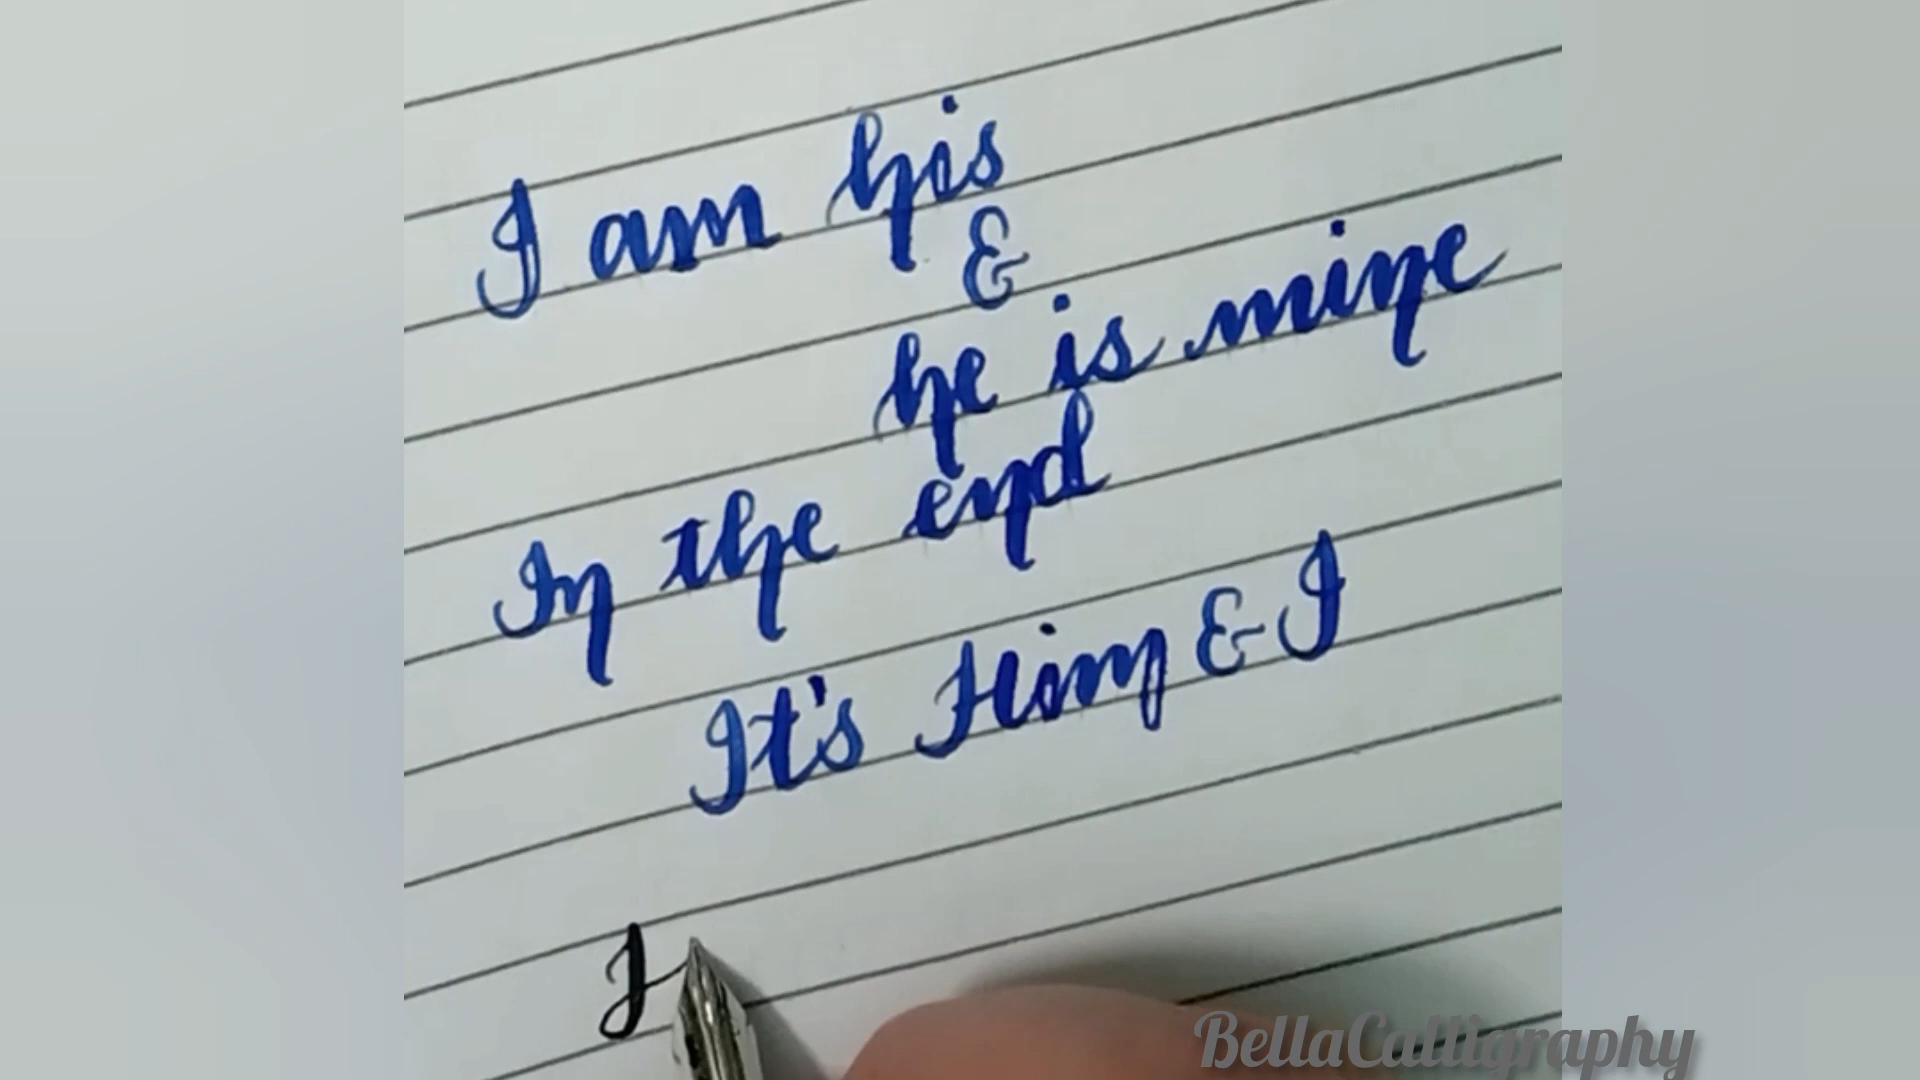 I am his
&
he is mine
In the end
It's Him & I
I
BellaCalligraphy